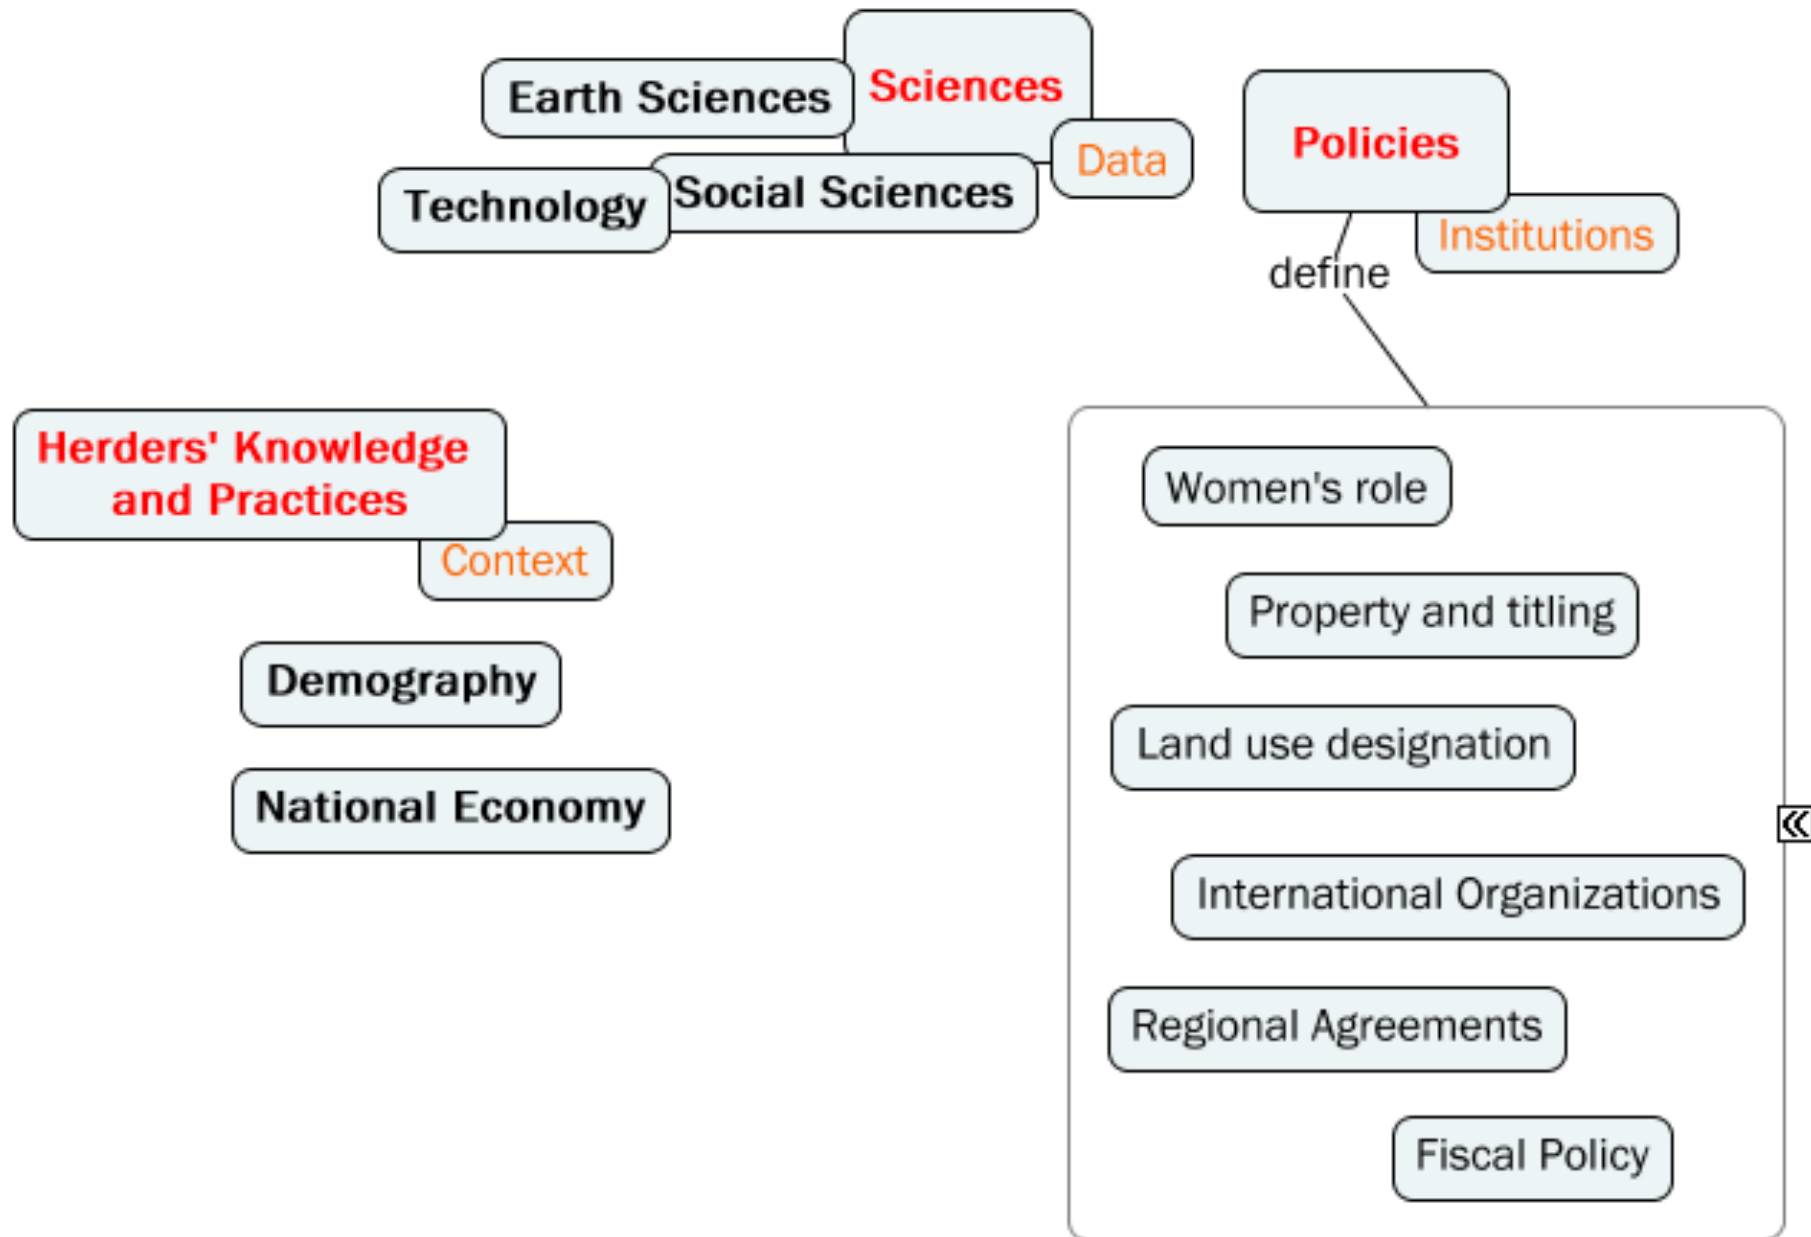 Sciences
Earth Sciences
Data
Social Sciences
Technology
Policies
Institutions
define
Herders' Knowledge
and Practices
Context
Demography
National Economy
Women's role
Property and titling
Land use designation
International Organizations
Regional Agreements
Fiscal Policy